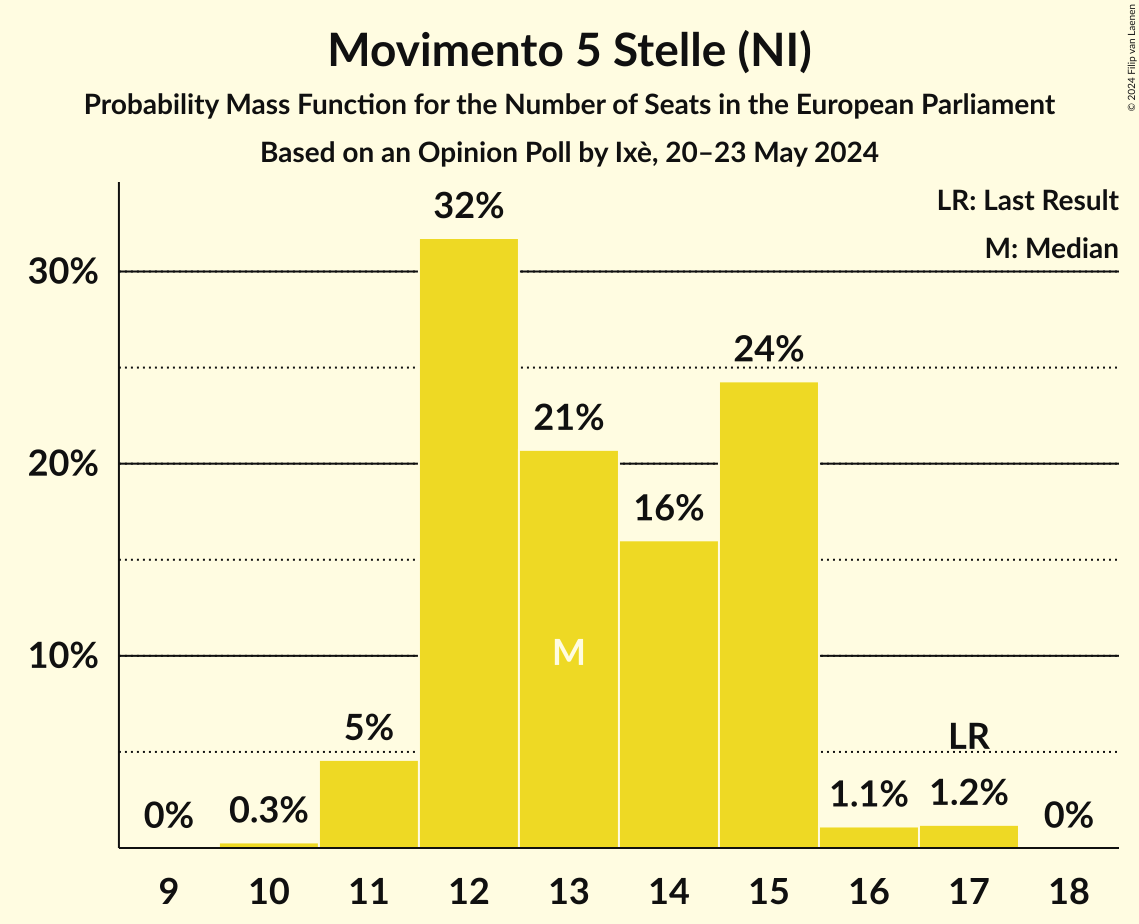 Movimento 5 Stelle (NI)
Probability Mass Function for the Number of Seats in the European Parliament
Based on an Opinion Poll by Ixè, 20–23 May 2024
© 2024 Filip van Laenen
LR: Last Result
M: Median
30%
20%
10%
0%
0.3%
5%
32%
21%
16%
24%
1.1%
1.2%
0%
M
LR
9 10 11 12 13 14 15 16 17 18